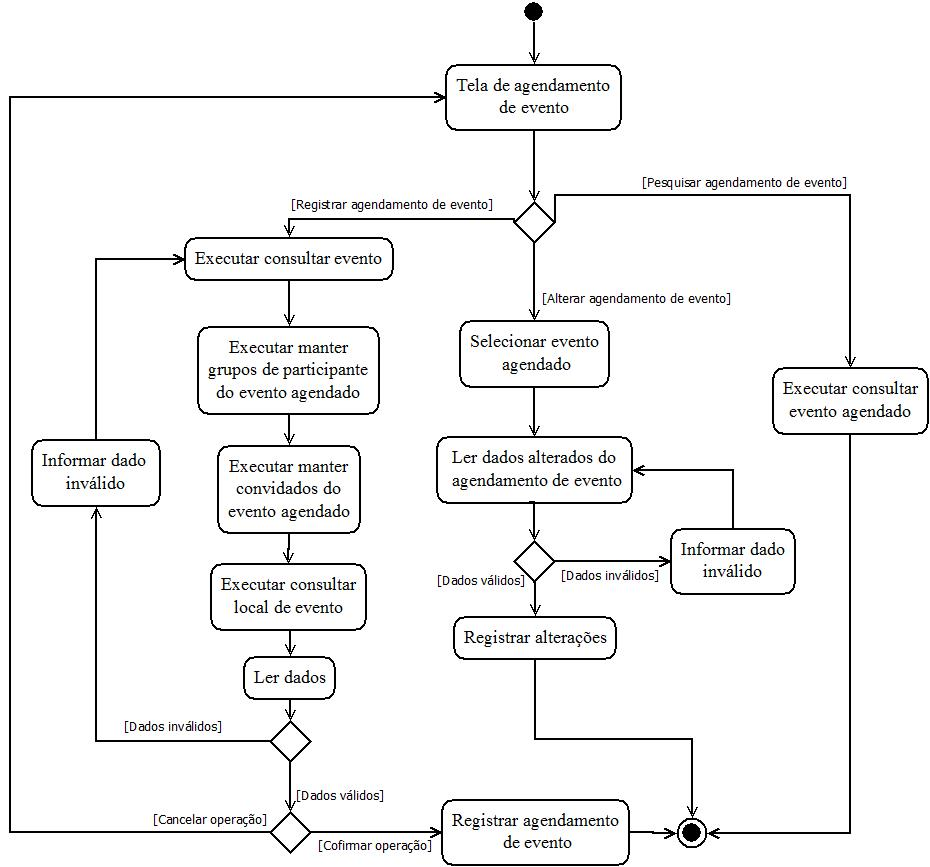 Tela de agendamento
de evento
[Pesquisar agendamento de evento]
[Registrar agendamento de evento]
Executar consultar evento
[Alterar agendamento de evento]
Executar manter
grupos de participante
do evento agendado
Selecionar evento
agendado
Executar consultar
evento agendado
Informar dado
inválido
Executar manter
convidados do
evento agendado
Ler dados alterados do
agendamento de evento
Informar dado
inválido
[Dados válidos]
[Dados inválidos]
Executar consultar
local de evento
Registrar alterações
Ler dados
[Dados inválidos]
[Dados válidos]
[Cancelar operação]
[Cofirmar operação]
Registrar agendamento
de evento